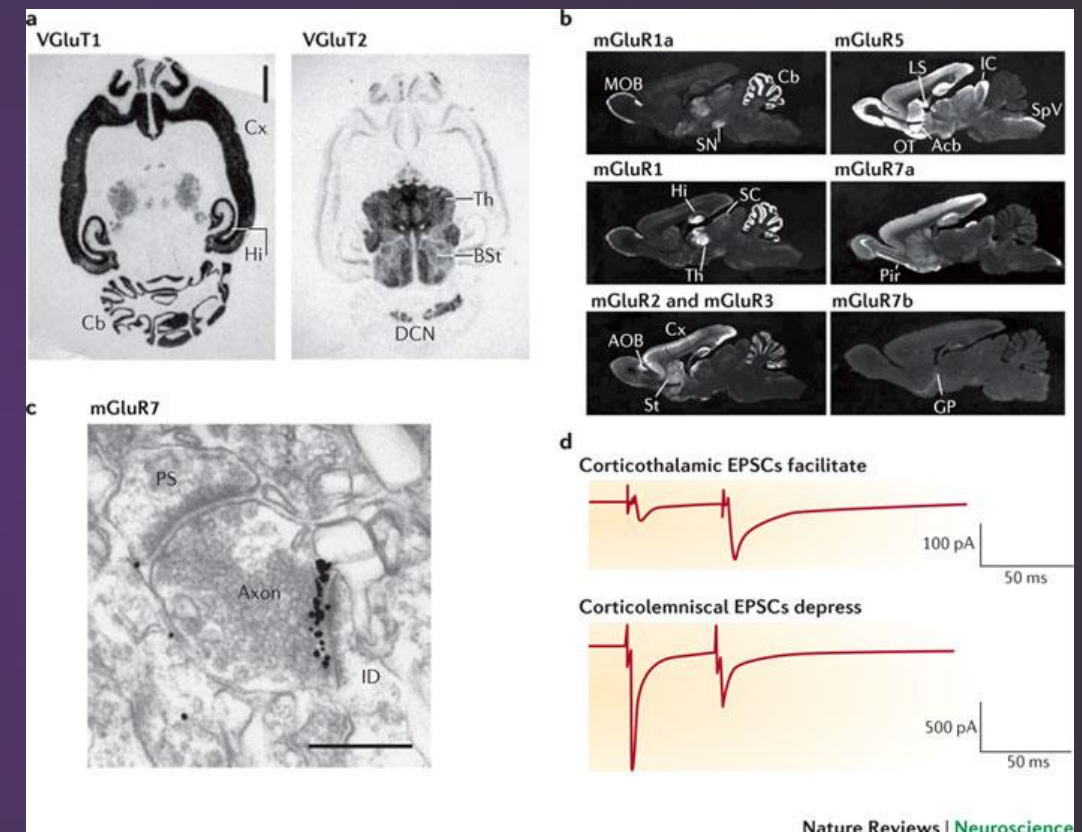 a
VGluT1
Cx
Hi
Cb
VGluT2
Th
BSt
DCN
b
mGluR1a
MOB
Cb
SN
mGluR5
LS
IC
SpV
OT
Acb
mGluR1
Hi
SC
Th
mGluR7a
Pir
mGluR2 and mGluR3
AOB
Cx
St
mGluR7b
GP
c
mGluR7
PS
Axon
ID
d
Corticothalamic EPSCs facilitate
100 pA
50 ms
Corticolemniscal EPSCs depress
500 pA
50 ms
Nature Reviews | Neuroscience